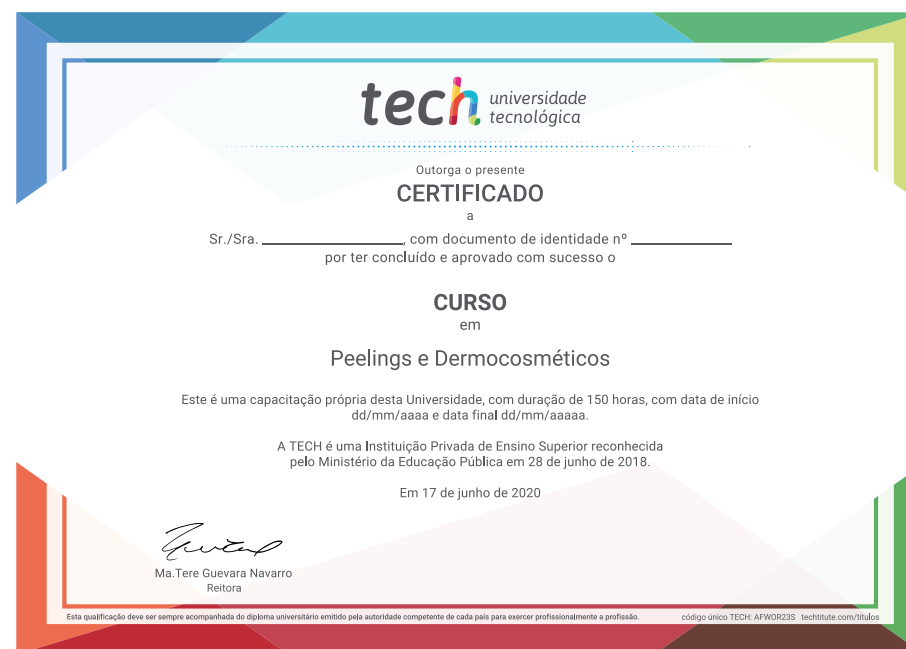 tech universidade
tecnológica
Outorga o presente
CERTIFICADO
a
Sr./Sra. ____________________, com documento de identidade nº ______________
por ter concluído e aprovado com sucesso o
CURSO
em
Peelings e Dermocosméticos
Este é uma capacitação própria desta Universidade, com duração de 150 horas, com data de início
dd/mm/aaaa e data final dd/mm/aaaaa.
A TECH é uma Instituição Privada de Ensino Superior reconhecida
pelo Ministério da Educação Pública em 28 de junho de 2018.
Em 17 de junho de 2020
Ma.Tere Guevara Navarro
Reitora
Esta qualificação deve ser sempre acompanhada do diploma universitário emitido pela autoridade competente de cada país para exercer profissionalmente a profissão.
código único TECH: AFWOR23S techtitute.com/titulos